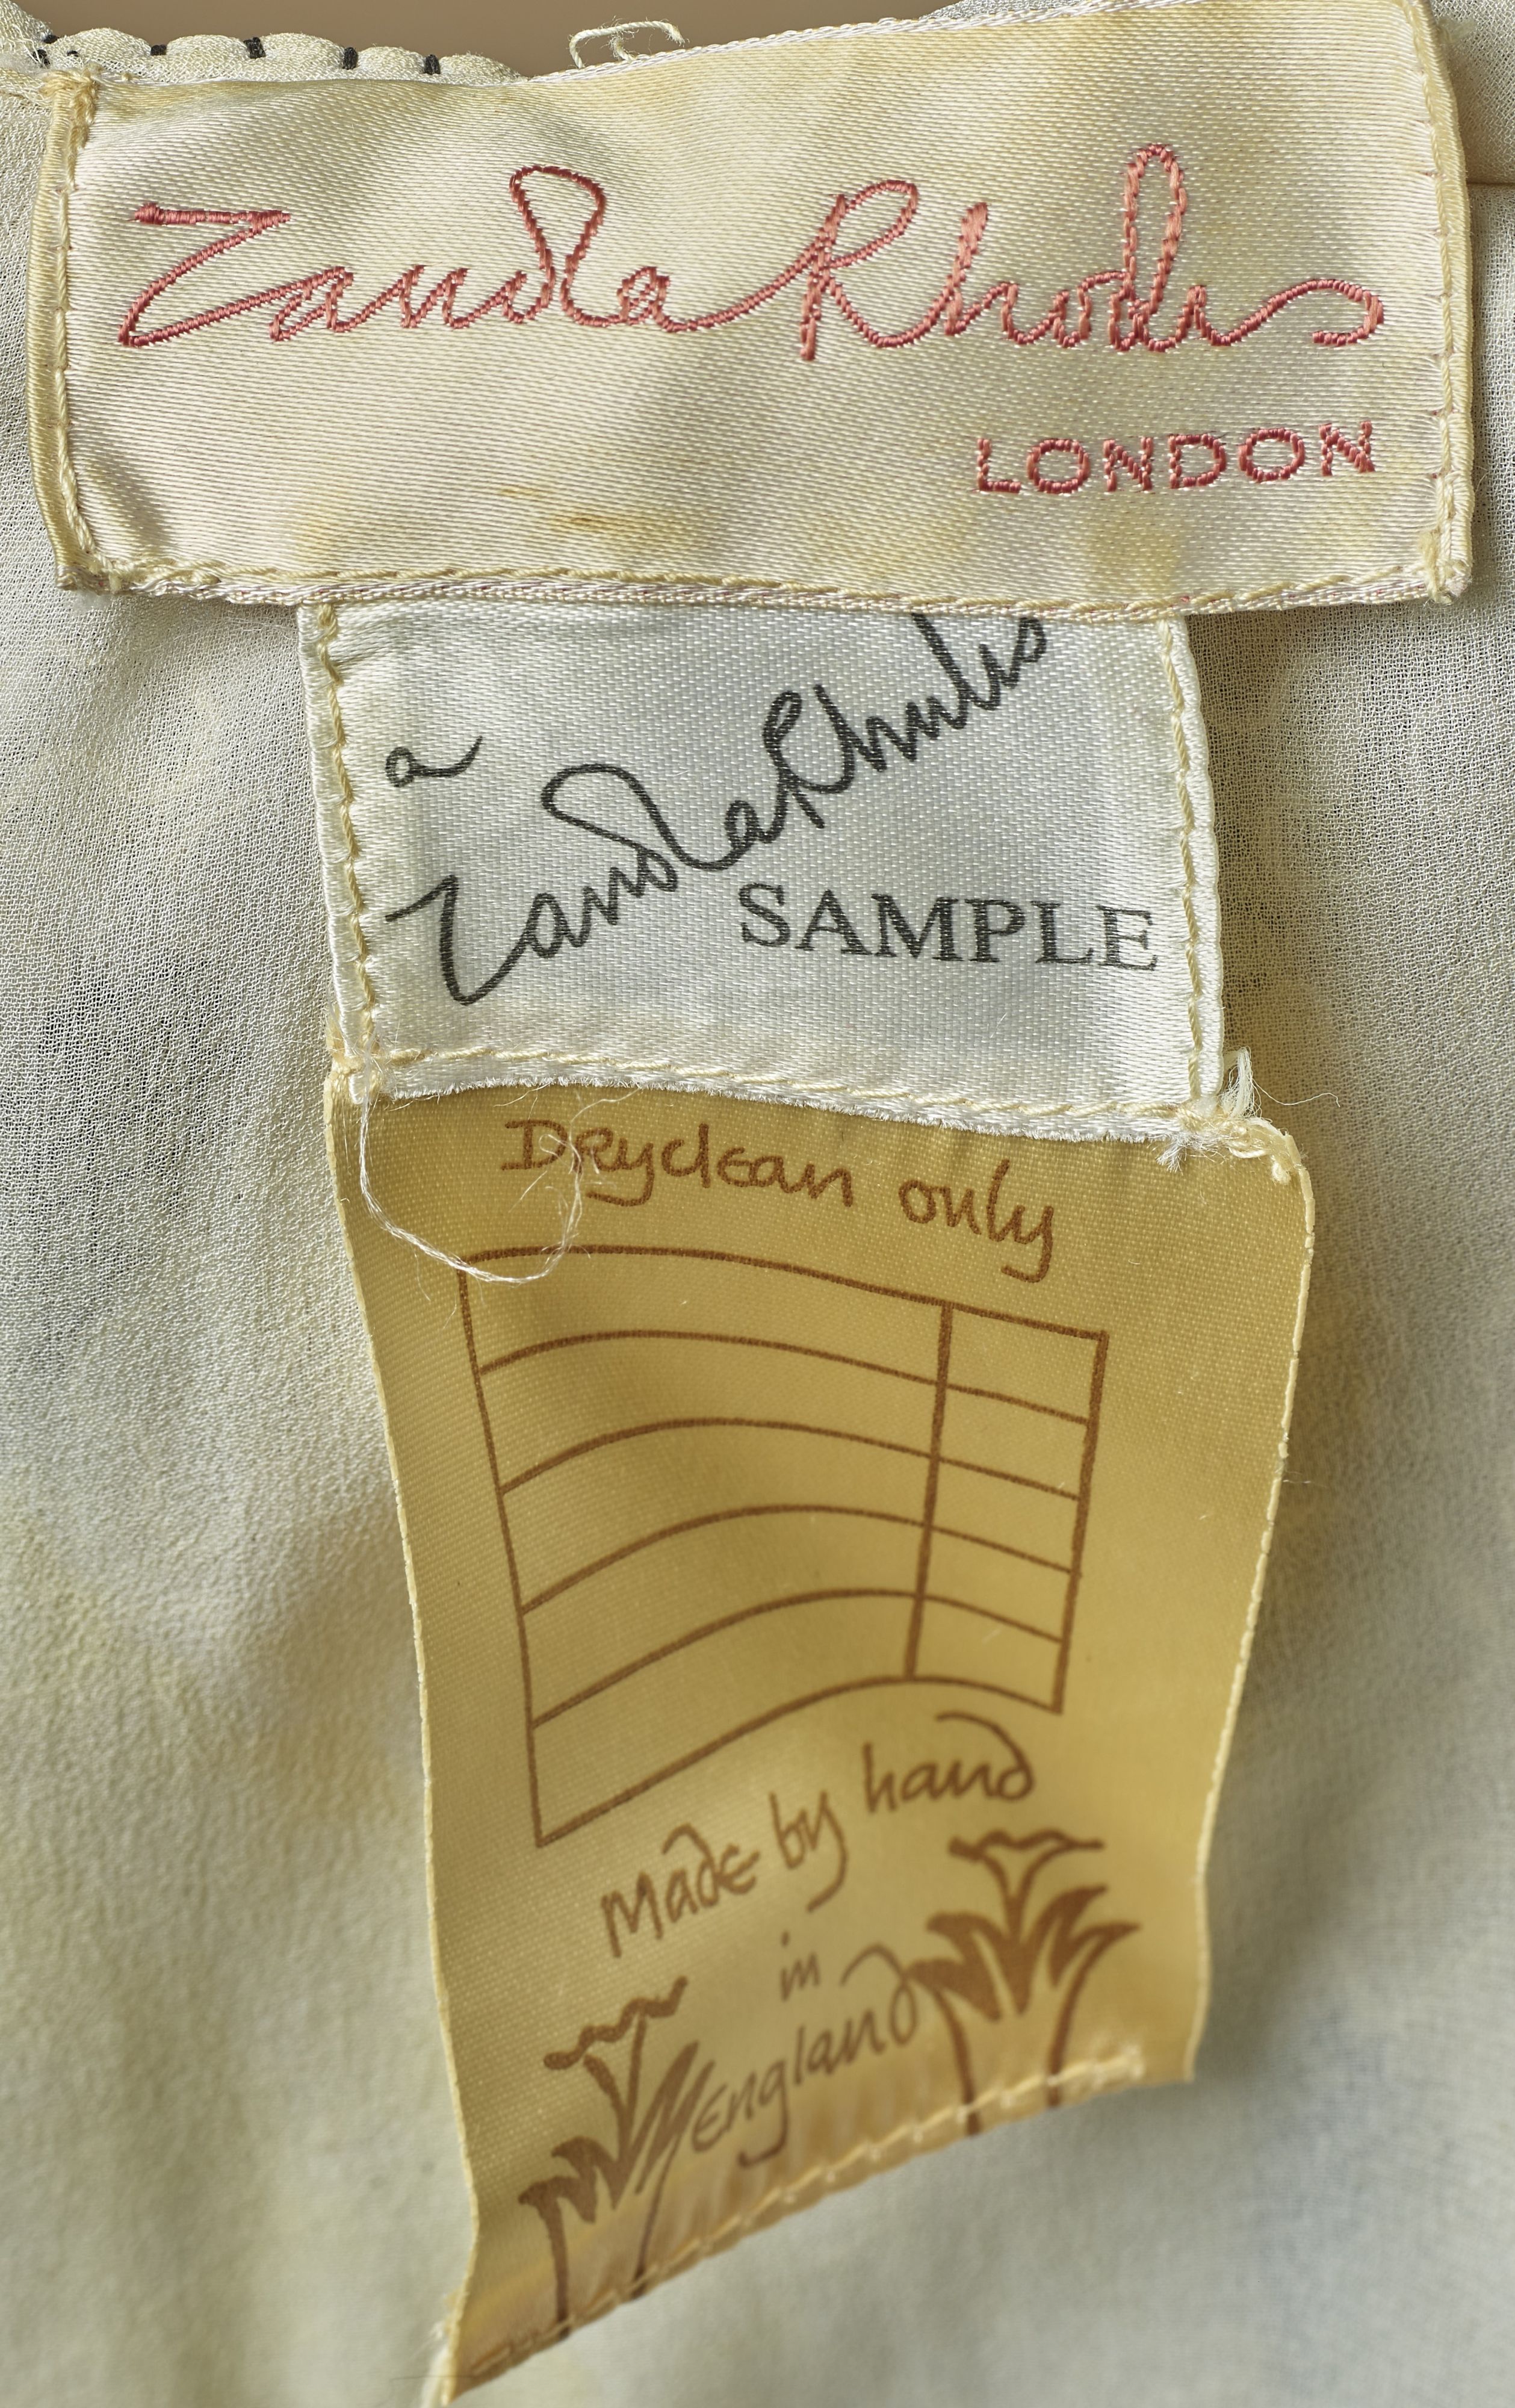 Zandra Rhodes
LONDON
a
Zandra Rhodes
SAMPLE
Dryclean only
Made by hand
in
England